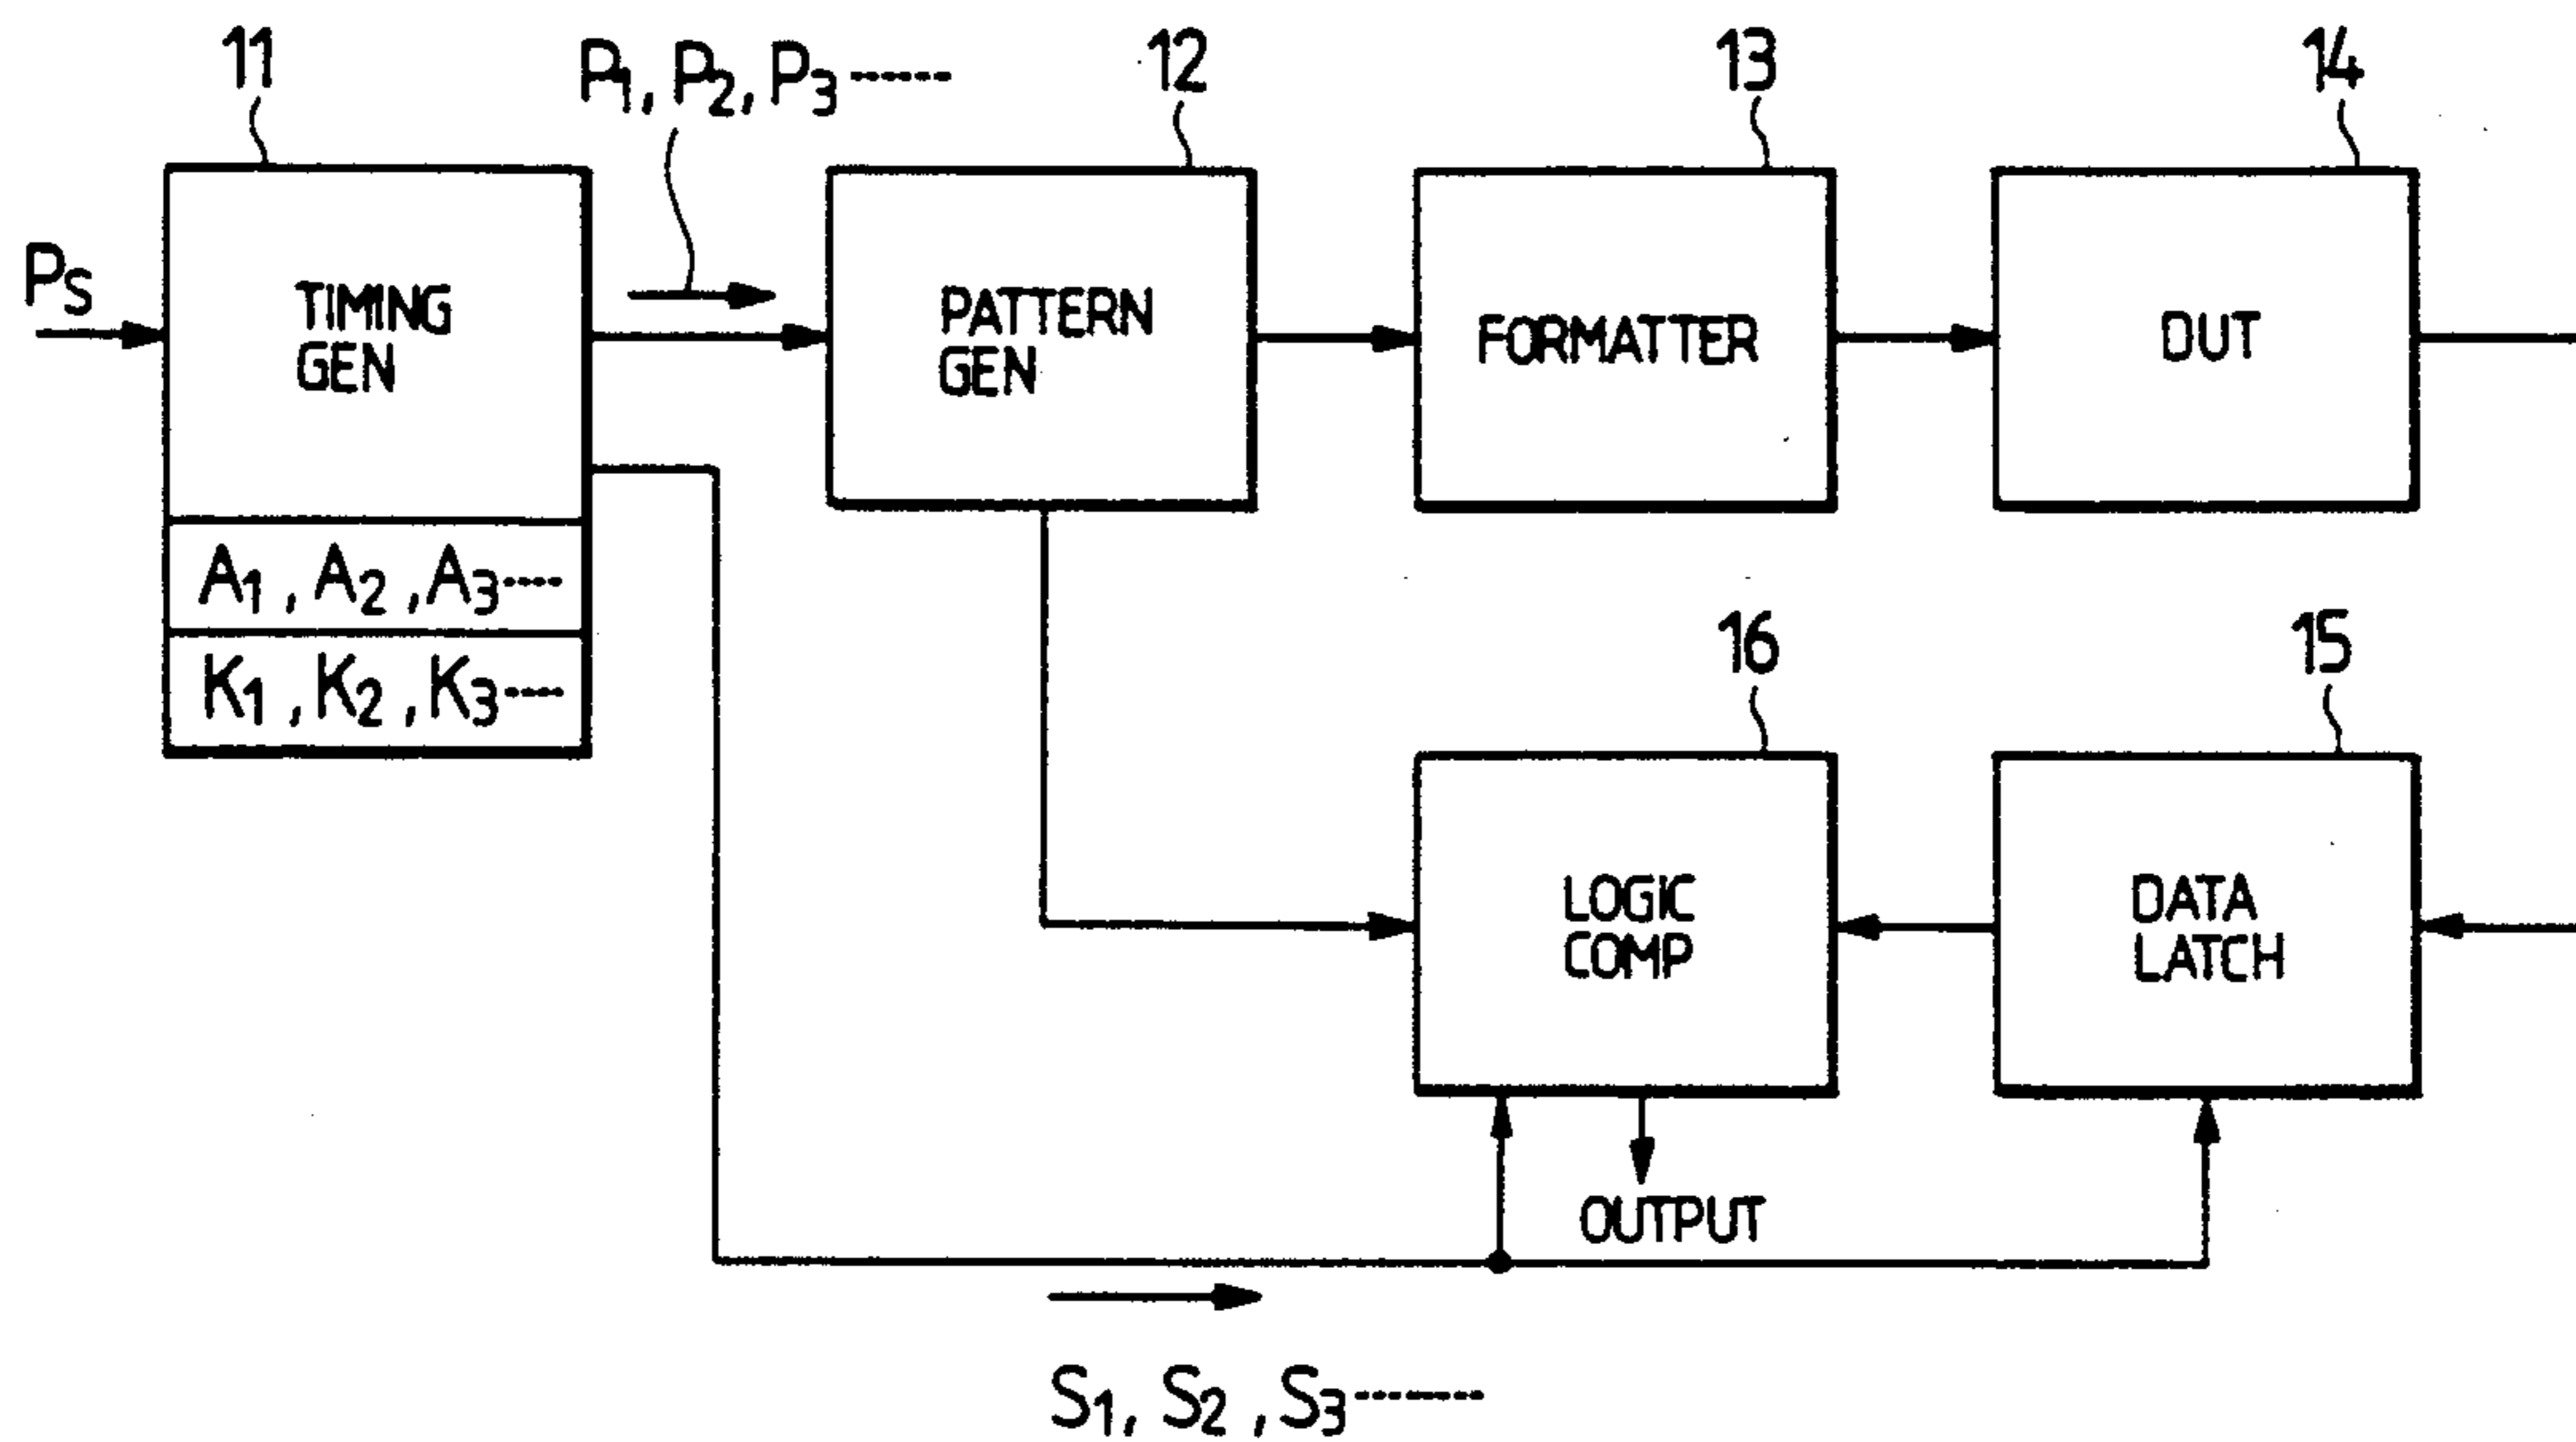 11
P1, P2, P3------
12
13
14
PS
TIMING
GEN
PATTERN
GEN
FORMATTER
DUT
A1, A2, A3----
K1, K2, K3----
16
15
LOGIC
COMP
DATA
LATCH
OUTPUT
S1, S2, S3--------